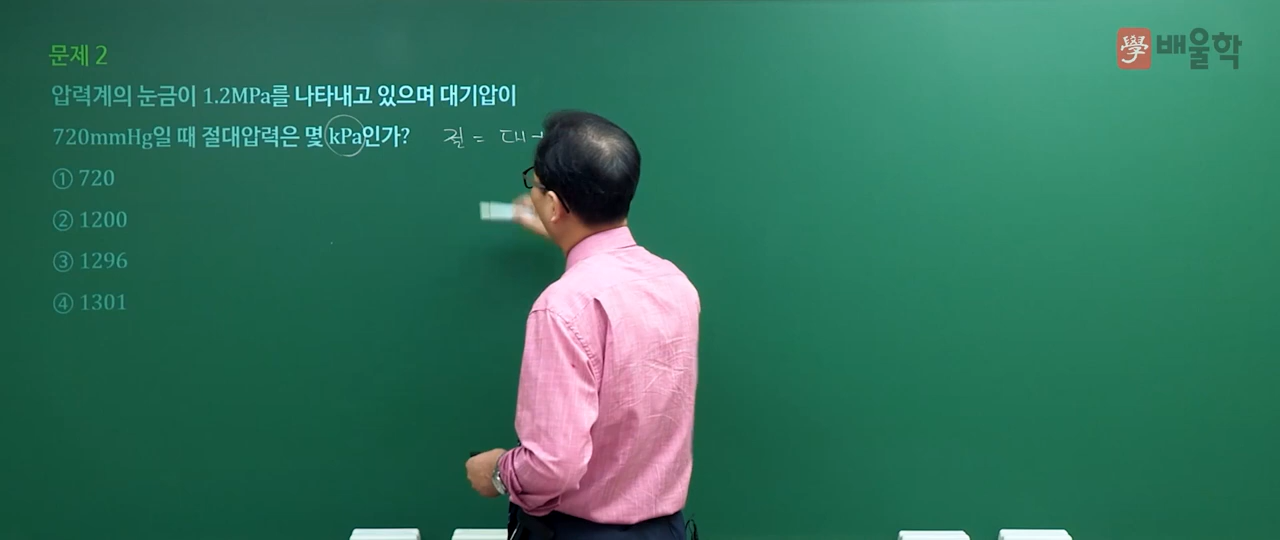 문제 2
學 배울학
압력계의 눈금이 1.2MPa를 나타내고 있으며 대기압이
720mmHg일 때 절대압력은 몇 kPa인가? 절 = 대+
① 720
② 1200
③ 1296
④ 1301